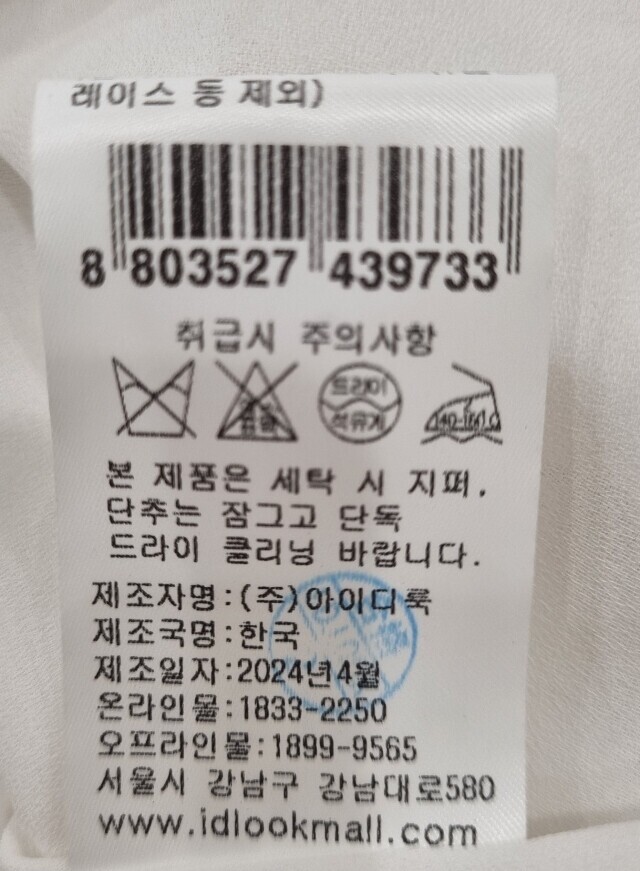 레이스 등 제외)
8 803527 439733
취급시 주의사항
드라이
석유계
140~160℃
본 제품은 세탁 시 지퍼,
단추는 잠그고 단독
드라이 클리닝 바랍니다.
제조자명:(주)아이디룩
제조국명:한국
제조일자:2024년4월
온라인몰:1833-2250
오프라인몰:1899-9565
서울시 강남구 강남대로580
www.idlookmall.com